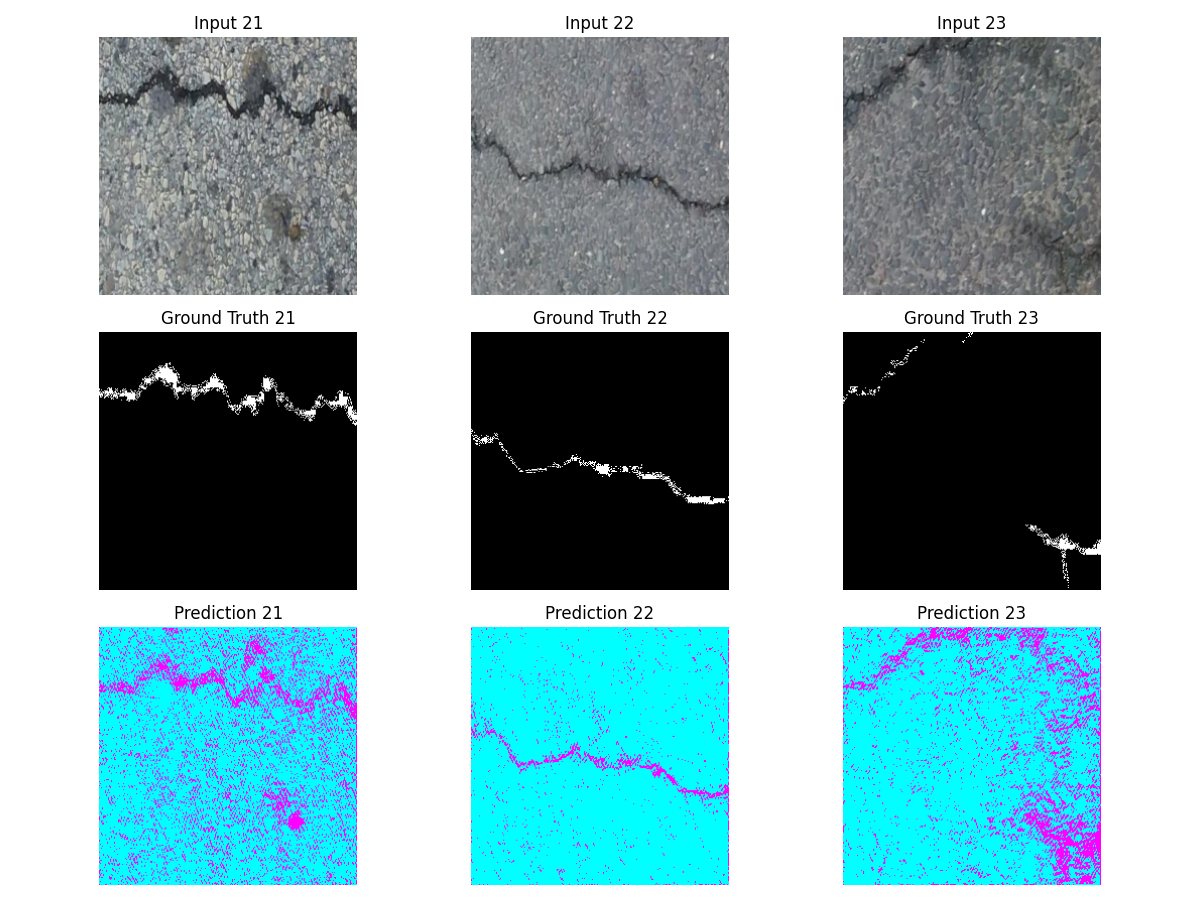 Input 21
Input 22
Input 23
Ground Truth 21
Ground Truth 22
Ground Truth 23
Prediction 21
Prediction 22
Prediction 23